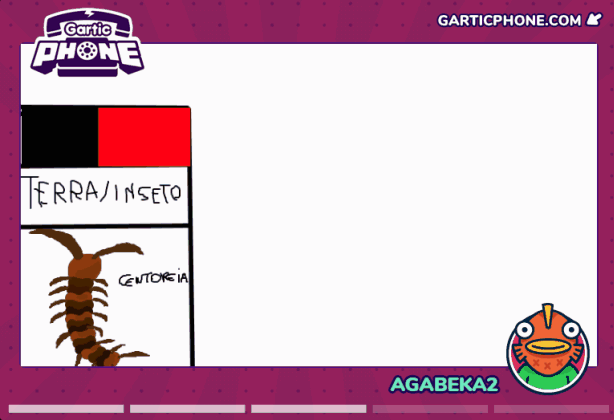 Gartic
PHONE
GARTICPHONE.COM
TERRA/INSETO
CENTOPEIA
AGABEKA2